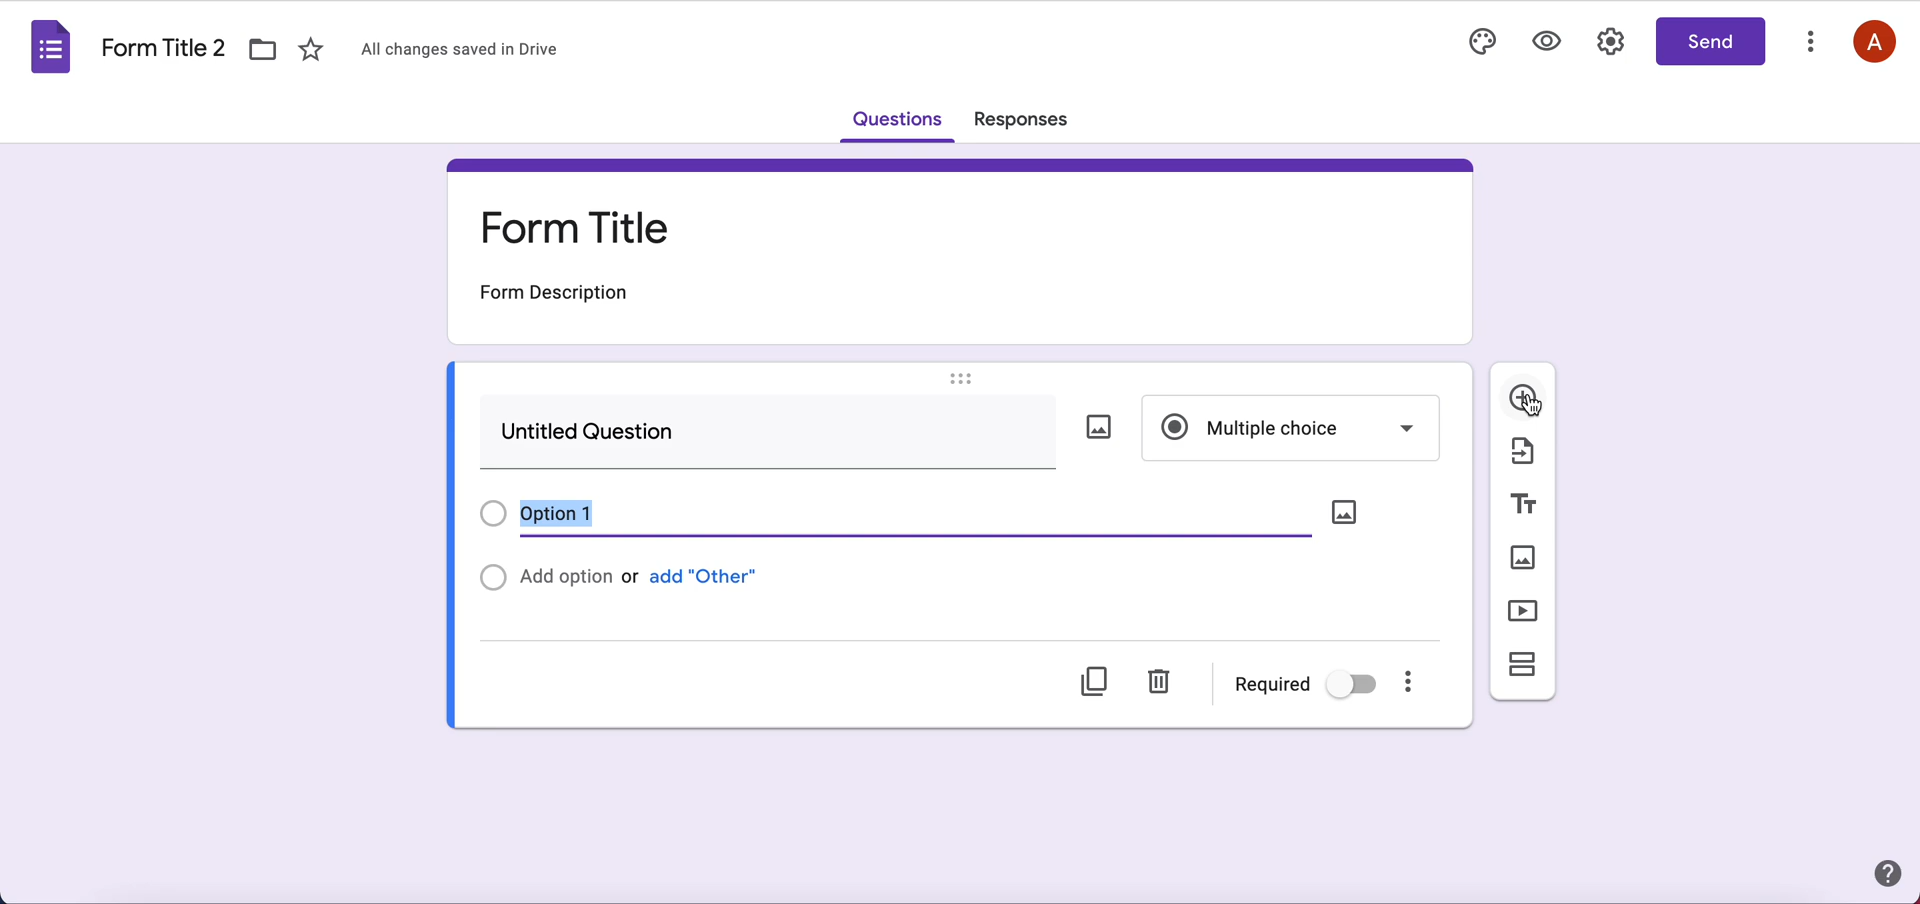 Form Title 2
All changes saved in Drive
Send
A
Questions
Responses
Form Title
Form Description
Untitled Question
Multiple choice
Option 1
Add option or add "Other"
Required